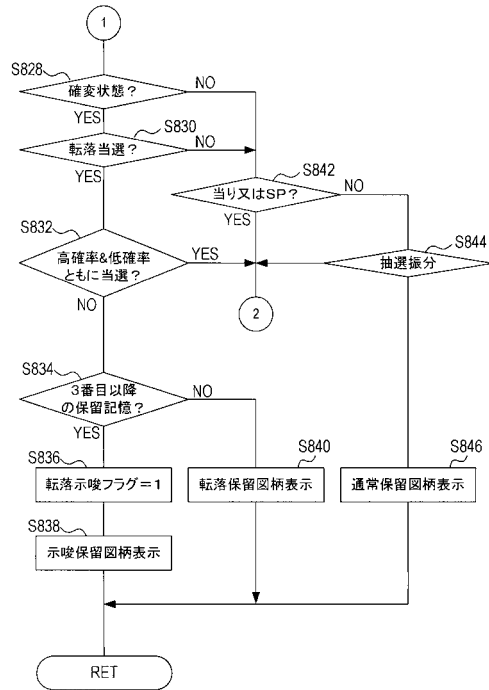 1
S828
確変状態？
NO
YES
S830
転落当選？
NO
YES
S842
当り又はSP？
NO
YES
S832
高確率&低確率
ともに当選？
YES
NO
S844
抽選振分
2
S834
3番目以降
の保留記憶？
NO
YES
S836
転落示唆フラグ＝1
S840
転落保留図柄表示
S846
通常保留図柄表示
S838
示唆保留図柄表示
RET